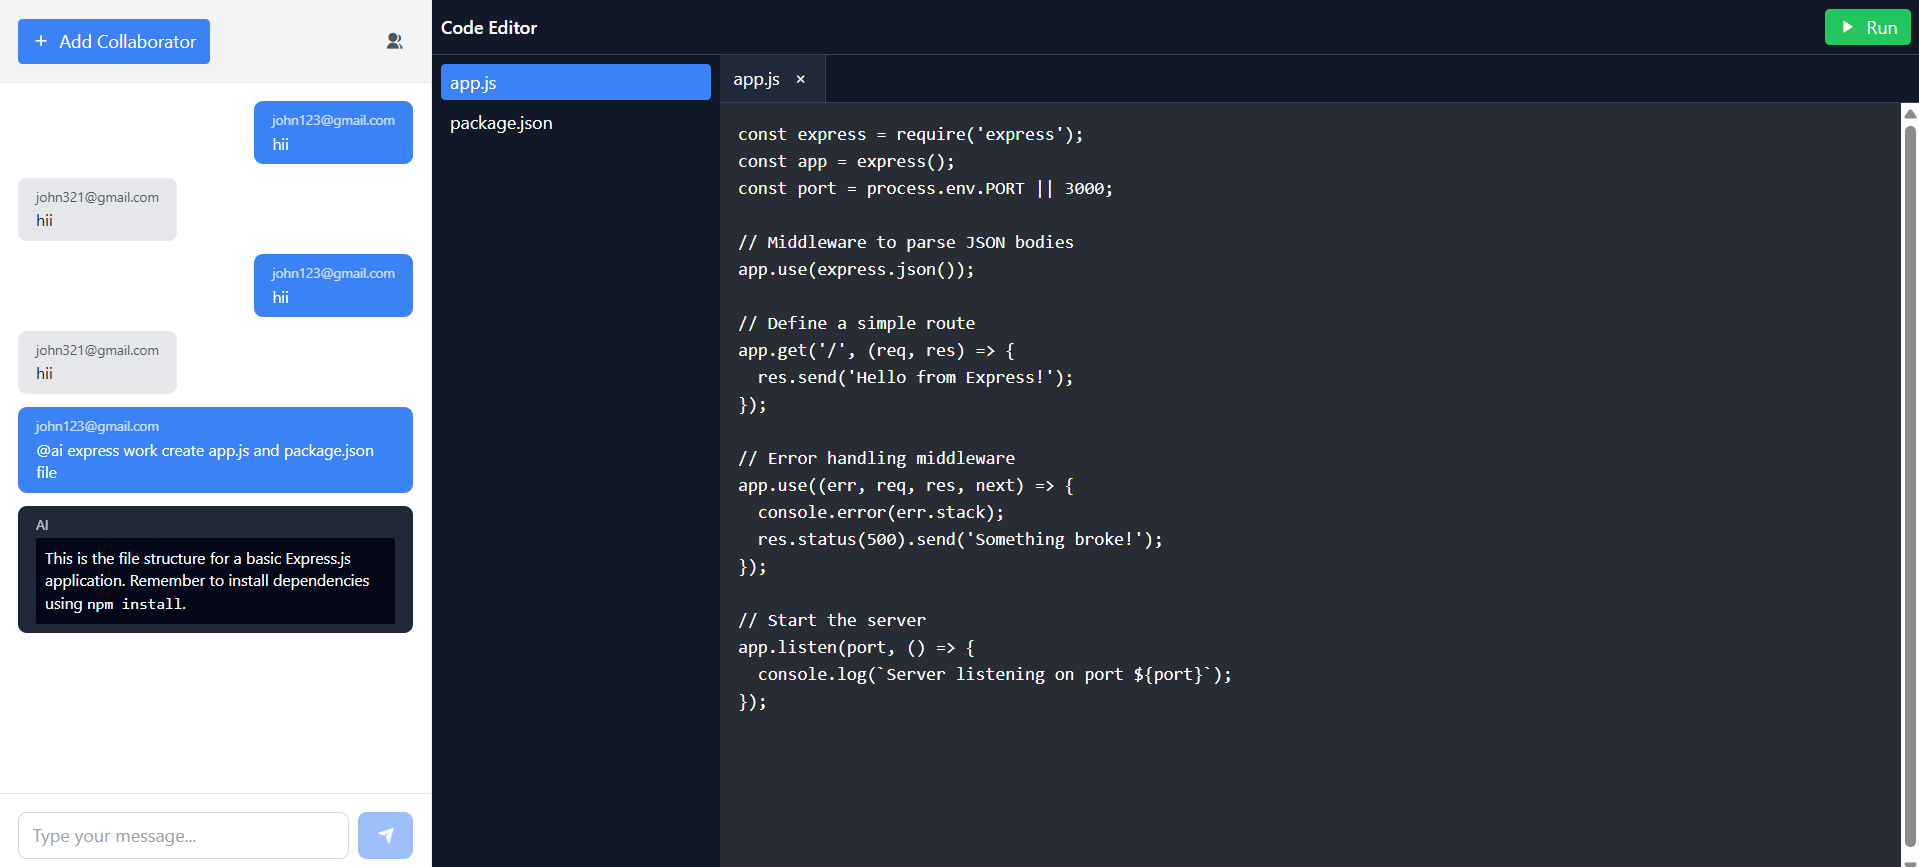 + Add Collaborator
john123@gmail.com
hii
john321@gmail.com
hii
john123@gmail.com
hii
john321@gmail.com
hii
john123@gmail.com
@ai express work create app.js and package.json
file
AI
This is the file structure for a basic Express.js
application. Remember to install dependencies
using npm install.
Type your message...
Code Editor
Run
app.js
package.json
app.js ×
const express = require('express');
const app = express();
const port = process.env.PORT || 3000;

// Middleware to parse JSON bodies
app.use(express.json());

// Define a simple route
app.get('/', (req, res) => {
  res.send('Hello from Express!');
});

// Error handling middleware
app.use((err, req, res, next) => {
  console.error(err.stack);
  res.status(500).send('Something broke!');
});

// Start the server
app.listen(port, () => {
  console.log(`Server listening on port ${port}`);
});